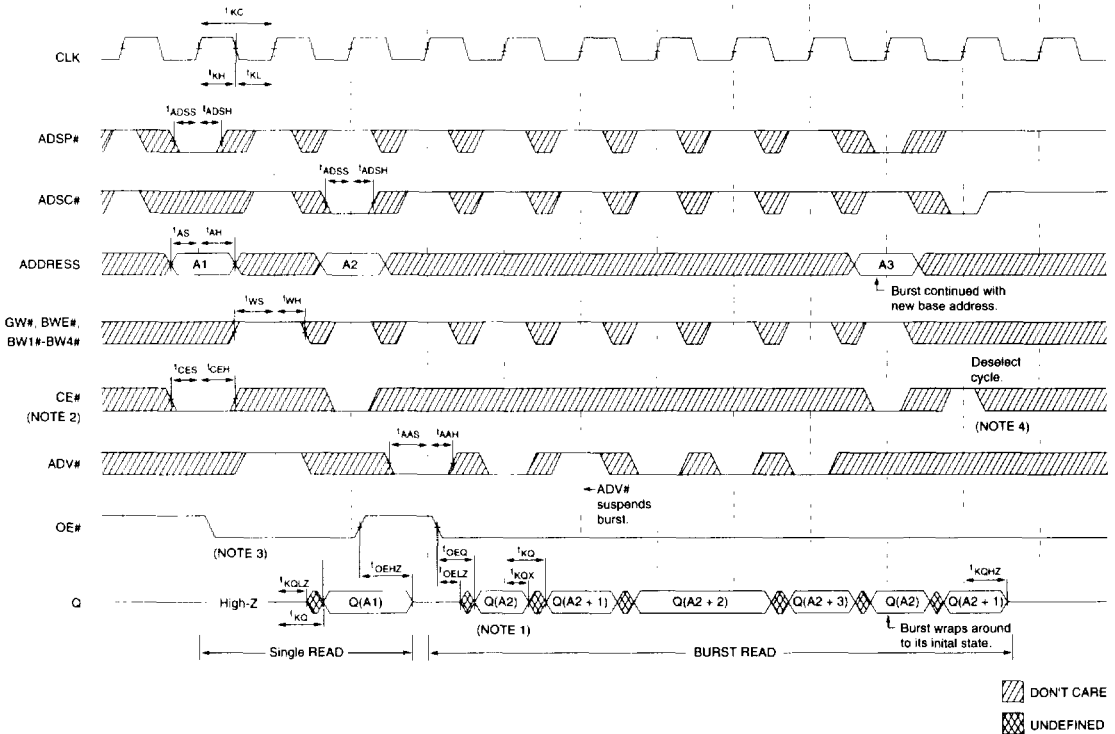 tKC
CLK
tKH tKL
tADSS tADSH
ADSP#
tADSS tADSH
ADSC#
tAS tAH
ADDRESS A1 A2 A3
Burst continued with
new base address.
tWS tWH
GW#, BWE#,
BW1#-BW4#
tCES tCEH
Deselect
cycle.
CE#
(NOTE 2)
(NOTE 4)
tAAS tAAH
ADV#
ADV#
suspends
burst.
OE#
(NOTE 3)
tOEHZ
tOEQ tKQ
tOELZ tKQX
tKQLZ
tKQHZ
Q High-Z Q(A1) Q(A2) Q(A2 + 1) Q(A2 + 2) Q(A2 + 3) Q(A2) Q(A2 + 1)
tKQ
(NOTE 1)
Burst wraps around
to its inital state.
Single READ BURST READ
DON'T CARE
UNDEFINED